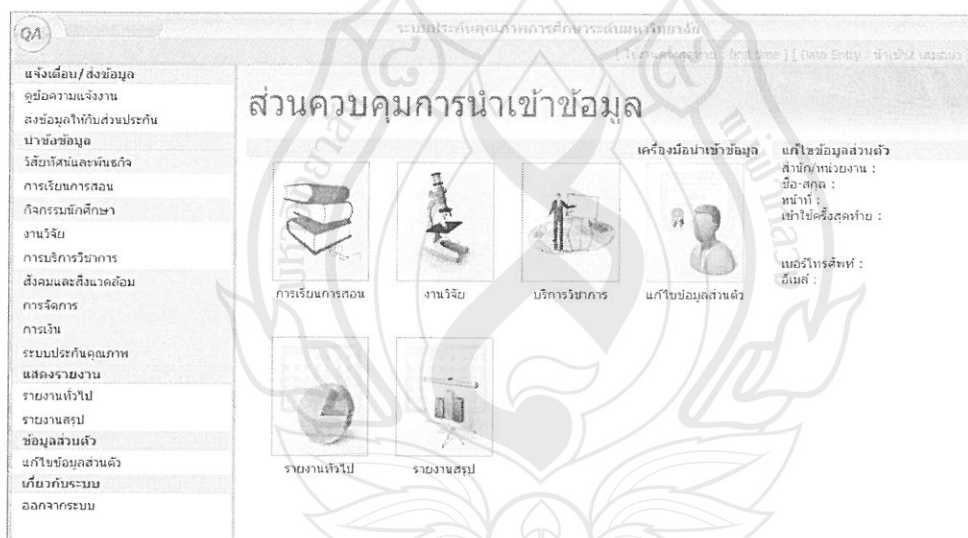 QA
ระบบประกันคุณภาพการศึกษาระดับมหาวิทยาลัย
[ ใช้งานครั้งสุดท้าย : first time ] [ Data Entry :
แจ้งเตือน/ส่งข้อมูล
ดูข้อความแจ้งงาน
ส่งข้อมูลให้กับส่วนประกัน
นำข้อมูล
วิสัยทัศน์และพันธกิจ
การเรียนการสอน
กิจกรรมนักศึกษา
งานวิจัย
การบริการวิชาการ
สังคมและสิ่งแวดล้อม
การจัดการ
การเงิน
ระบบประกันคุณภาพ
แสดงรายงาน
รายงานทั่วไป
รายงานสรุป
ข้อมูลส่วนตัว
แก้ไขข้อมูลส่วนตัว
เกี่ยวกับระบบ
ออกจากระบบ
ส่วนควบคุมการนำเข้าข้อมูล
เครื่องมือนำเข้าข้อมูล
การเรียนการสอน
งานวิจัย
บริการวิชาการ
แก้ไขข้อมูลส่วนตัว
รายงานทั่วไป
รายงานสรุป
แก้ไขข้อมูลส่วนตัว
สำนัก/หน่วยงาน :
ชื่อ-สกุล :
หน้าที่ :
เข้าใช้ครั้งสุดท้าย :
เบอร์โทรศัพท์ :
อีเมล์ :